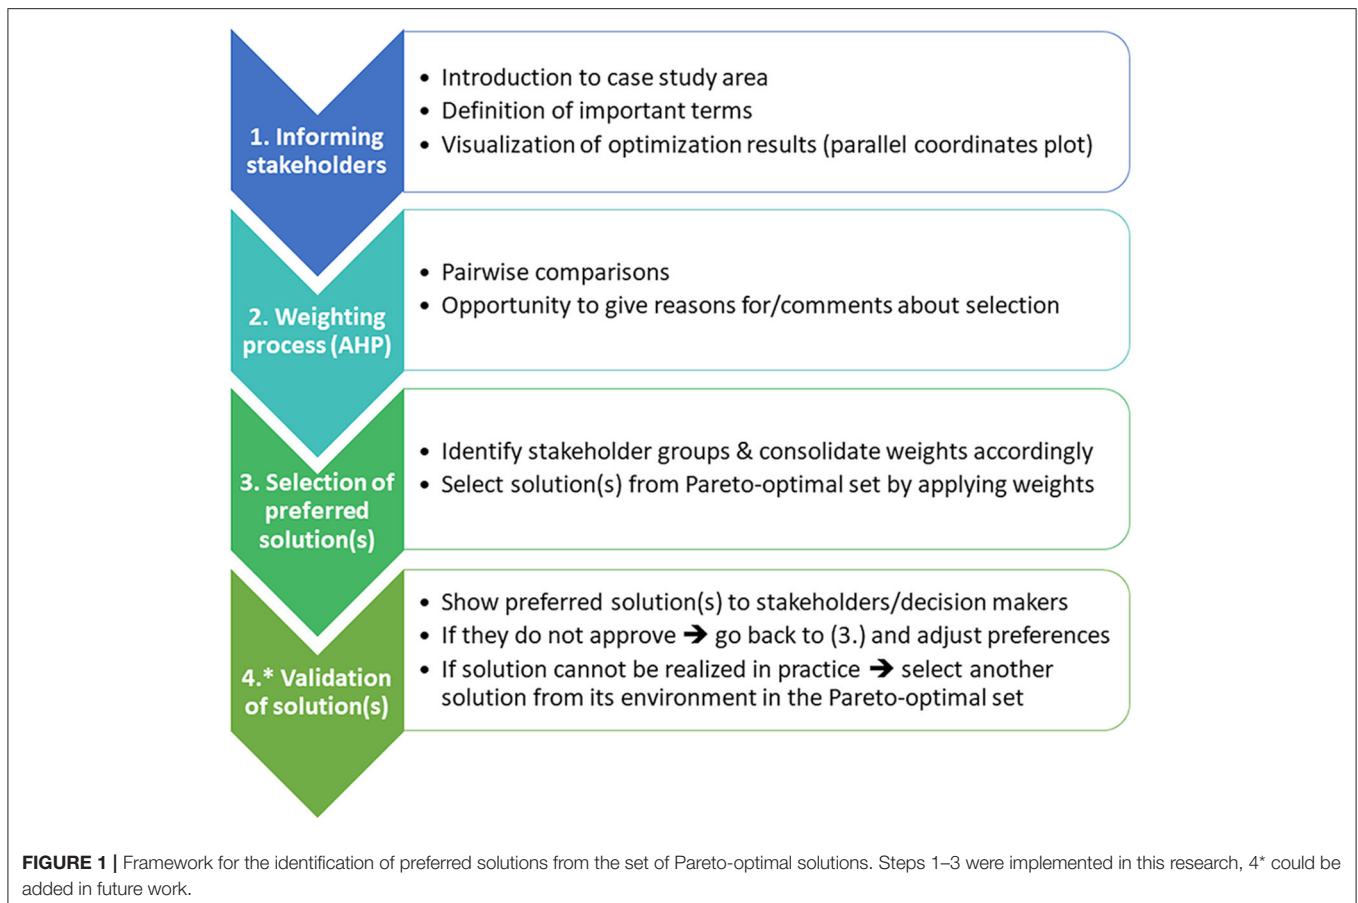 1. Informing
stakeholders
• Introduction to case study area
• Definition of important terms
• Visualization of optimization results (parallel coordinates plot)
2. Weighting
process (AHP)
• Pairwise comparisons
• Opportunity to give reasons for/comments about selection
3. Selection of
preferred
solution(s)
• Identify stakeholder groups & consolidate weights accordingly
• Select solution(s) from Pareto-optimal set by applying weights
4.* Validation
of solution(s)
• Show preferred solution(s) to stakeholders/decision makers
• If they do not approve ➔ go back to (3.) and adjust preferences
• If solution cannot be realized in practice ➔ select another
solution from its environment in the Pareto-optimal set
FIGURE 1 | Framework for the identification of preferred solutions from the set of Pareto-optimal solutions. Steps 1–3 were implemented in this research, 4* could be
added in future work.